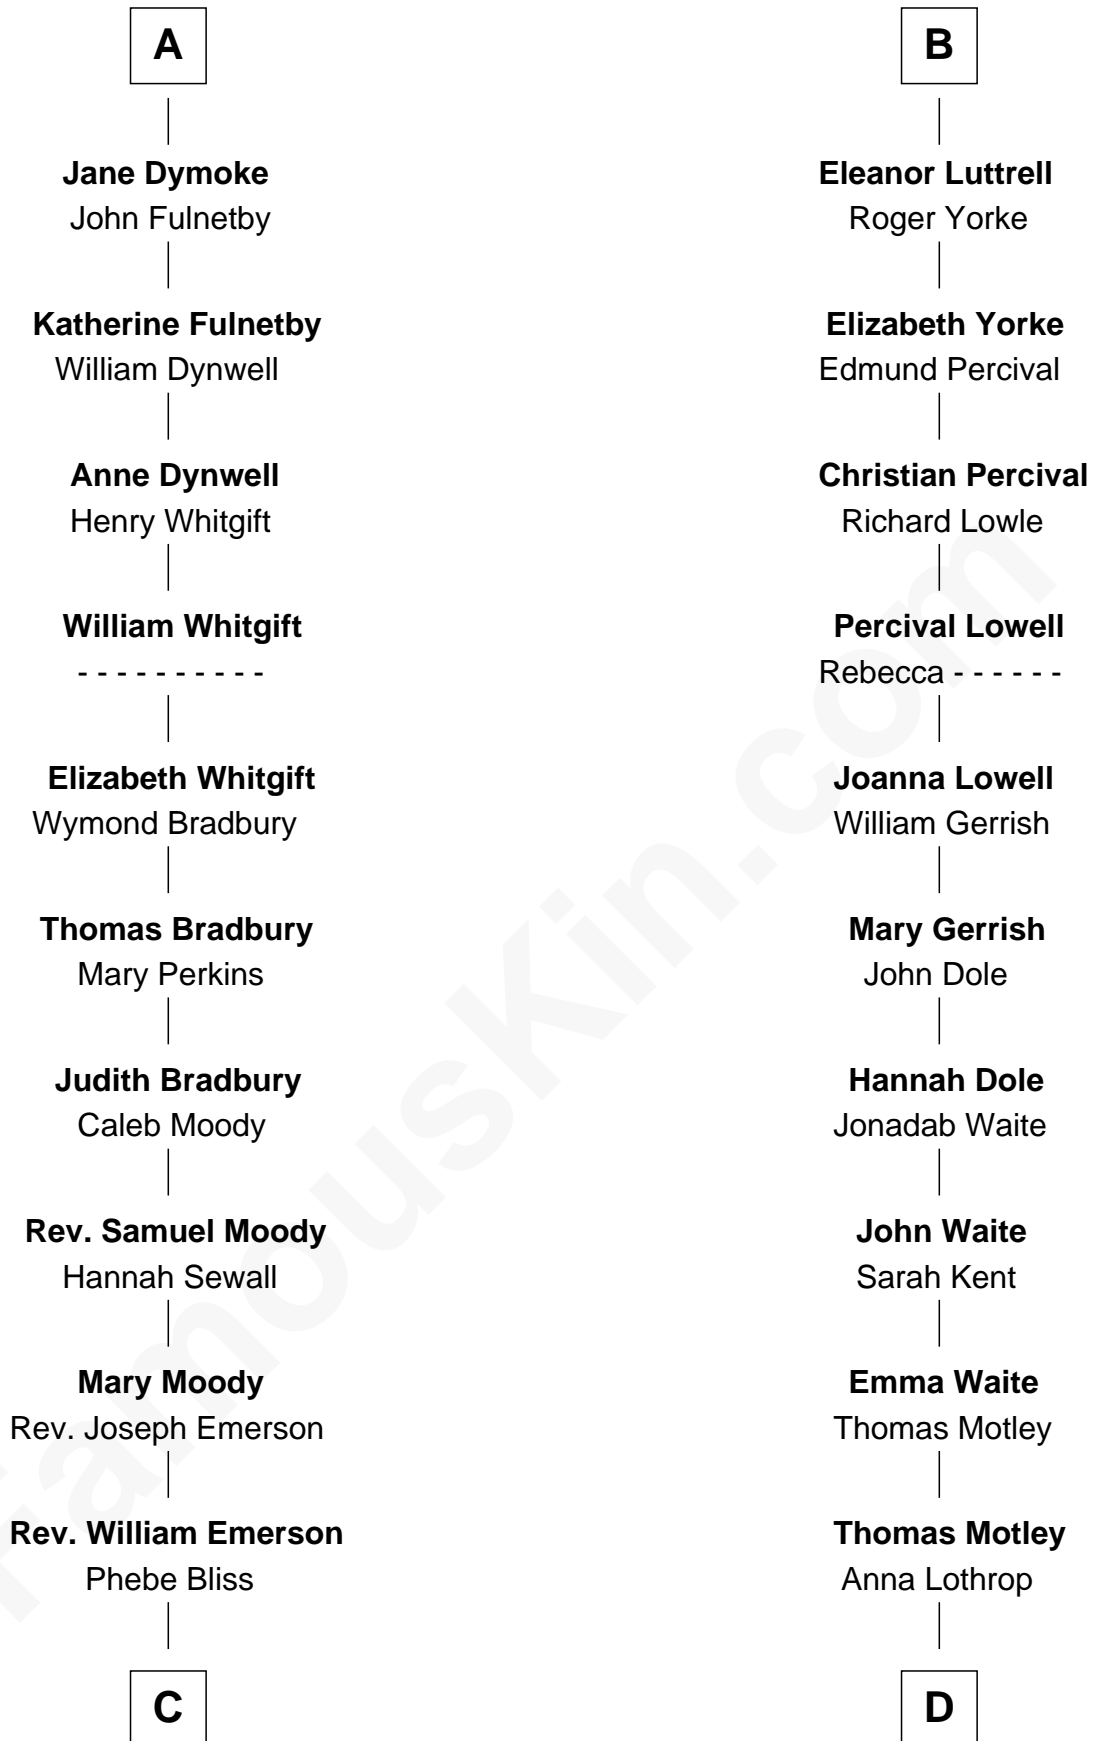 A
Jane Dymoke
John Fulnetby
Katherine Fulnetby
William Dynwell
Anne Dynwell
Henry Whitgift
William Whitgift
- - - - - - - - - -
Elizabeth Whitgift
Wymond Bradbury
Thomas Bradbury
Mary Perkins
Judith Bradbury
Caleb Moody
Rev. Samuel Moody
Hannah Sewall
Mary Moody
Rev. Joseph Emerson
Rev. William Emerson
Phebe Bliss
C
B
Eleanor Luttrell
Roger Yorke
Elizabeth Yorke
Edmund Percival
Christian Percival
Richard Lowle
Percival Lowell
Rebecca - - - - - -
Joanna Lowell
William Gerrish
Mary Gerrish
John Dole
Hannah Dole
Jonadab Waite
John Waite
Sarah Kent
Emma Waite
Thomas Motley
Thomas Motley
Anna Lothrop
D
FamousKin.com